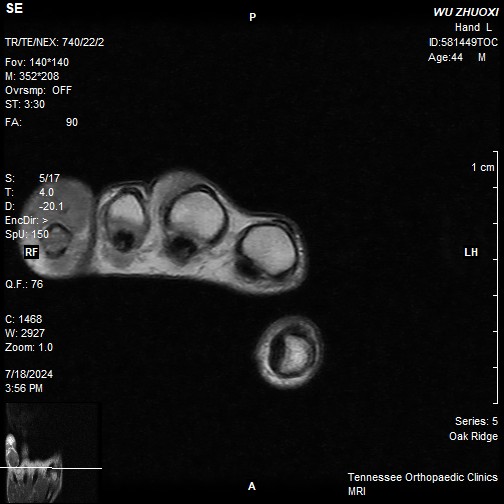 SE
P
WU ZHUOXI
Hand L
ID:581449TOC
Age:44 M
TR/TE/NEX: 740/22/2
Fov: 140*140
M: 352*208
Ovrsmp: OFF
ST: 3:30
FA: 90
1 cm
S: 5/17
T: 4.0
D: -20.1
EncDir: >
SpU: 150
RF
LH
Q.F.: 76
C: 1468
W: 2927
Zoom: 1.0
7/18/2024
3:56 PM
Series: 5
Oak Ridge
A
Tennessee Orthopaedic Clinics
MRI